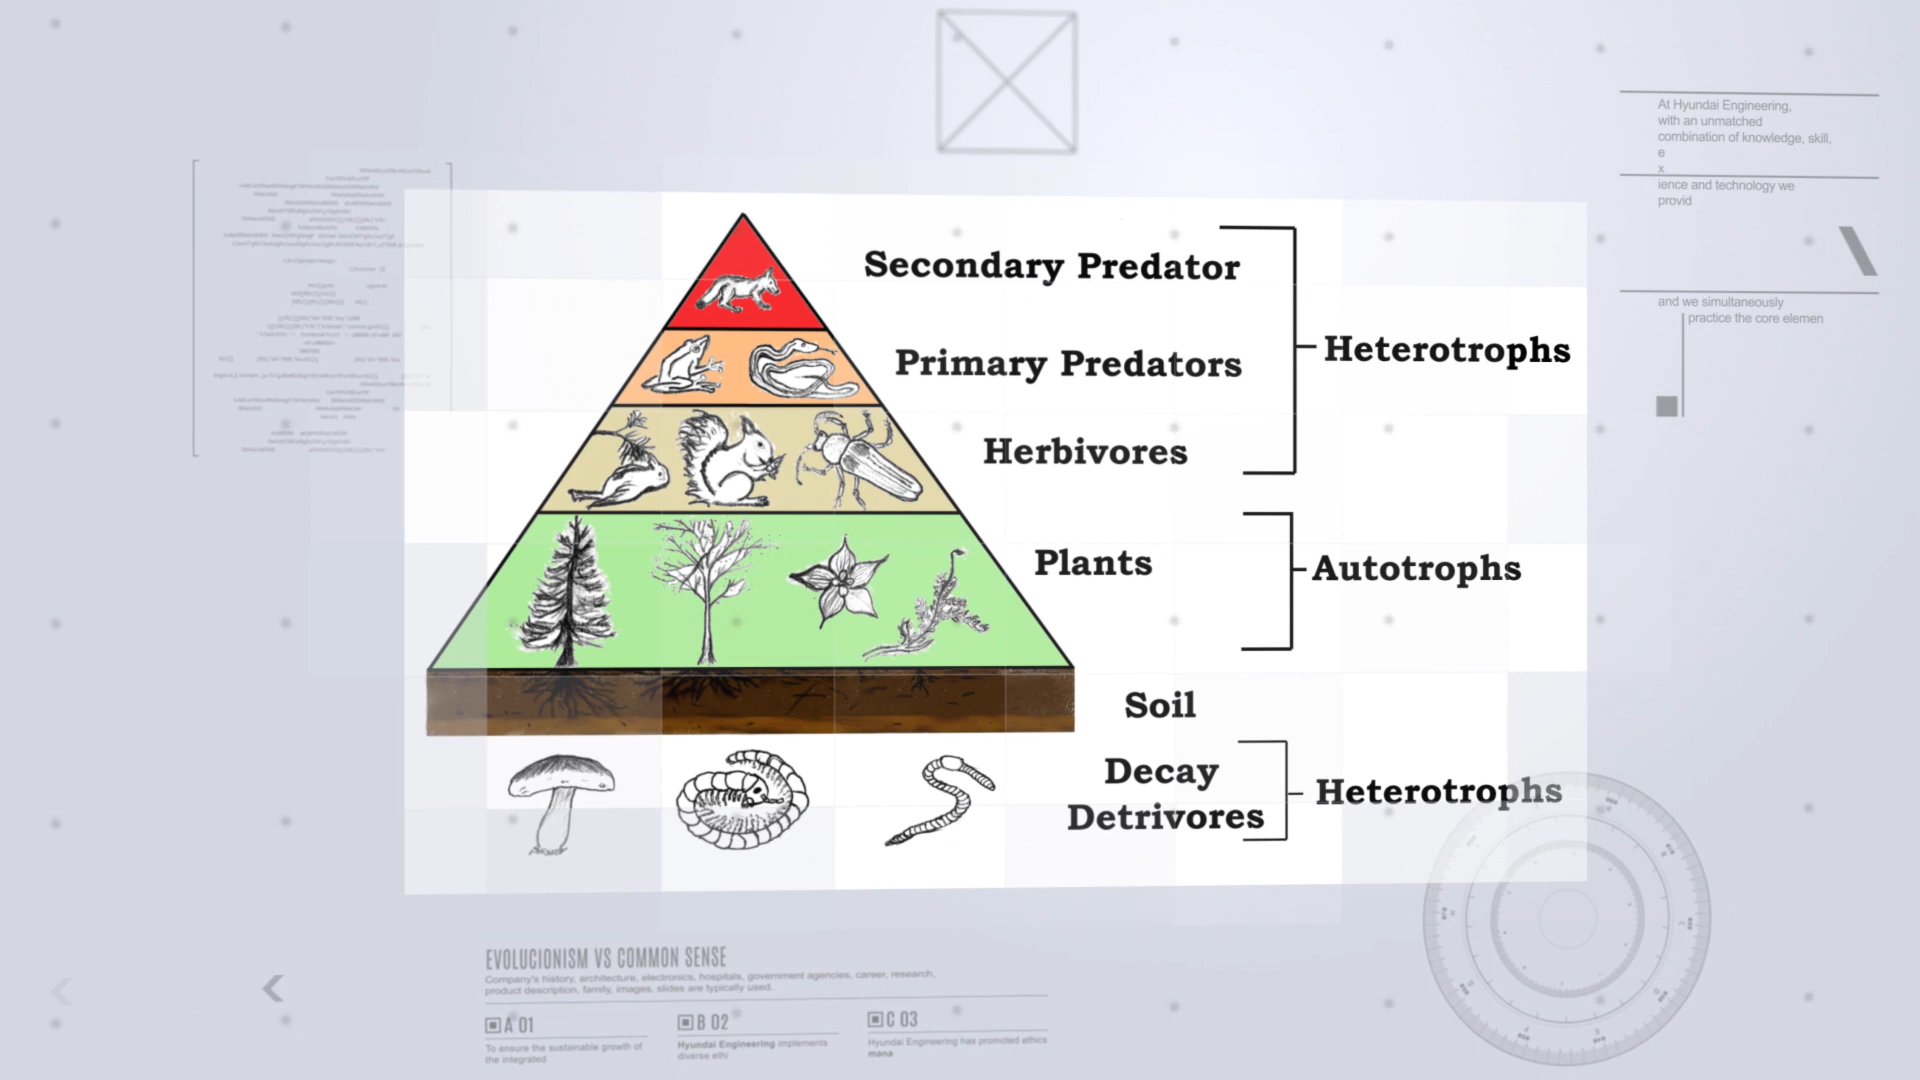 At Hyundai Engineering,
with an unmatched
combination of knowledge, skill,
e
x
ience and technology we
provid
and we simultaneously
practice the core elemen
Secondary Predator
Primary Predators
Herbivores
Heterotrophs
Plants
Autotrophs
Soil
Decay
Detrivores
Heterotrophs
EVOLUCIONISM VS COMMON SENSE
Company's history, architecture, electronics, hospitals, government agencies, career, research,
product description, family, images, slides are typically used.
A 01
To ensure the sustainable growth of
the integrated
B 02
Hyundai Engineering implements
diverse ethi
C 03
Hyundai Engineering has promoted ethics
mana